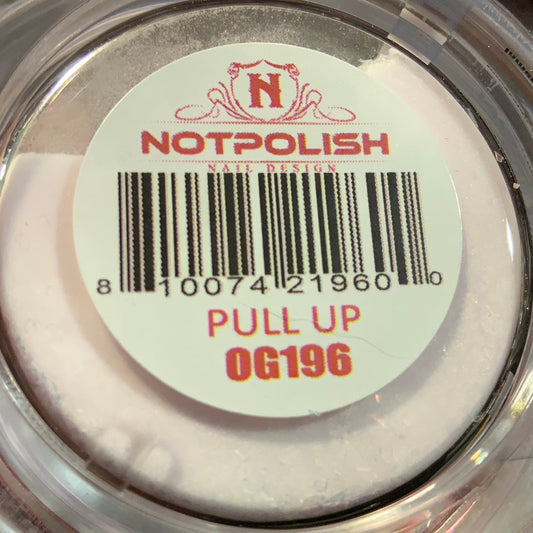 N
NOTPOLISH
NAIL DESIGN
8 10074 21960 0
PULL UP
OG196